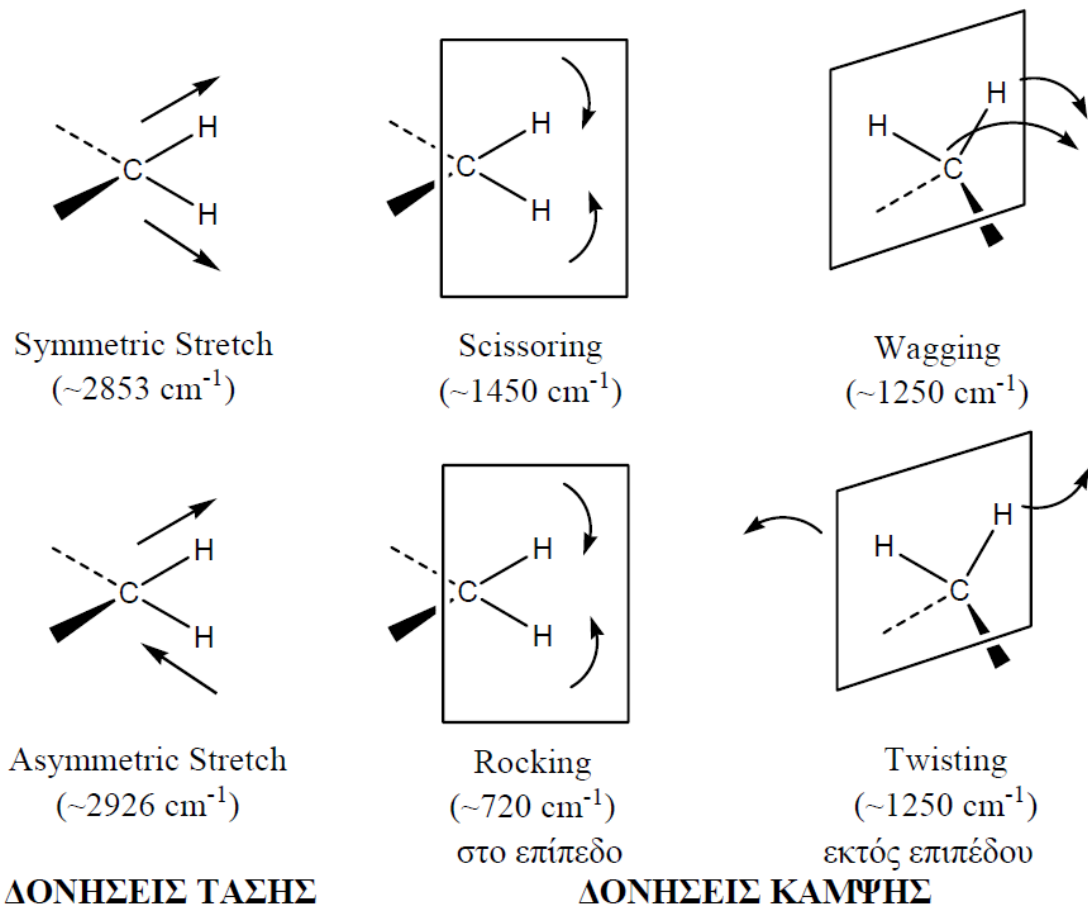 H
C
H
Symmetric Stretch
(~2853 cm⁻¹)
H
C
H
Scissoring
(~1450 cm⁻¹)
H
H
C
Wagging
(~1250 cm⁻¹)
H
C
H
Asymmetric Stretch
(~2926 cm⁻¹)
H
C
H
Rocking
(~720 cm⁻¹)
στο επίπεδο
H
H
C
Twisting
(~1250 cm⁻¹)
εκτός επιπέδου
ΔΟΝΗΣΕΙΣ ΤΑΣΗΣ
ΔΟΝΗΣΕΙΣ ΚΑΜΨΗΣ